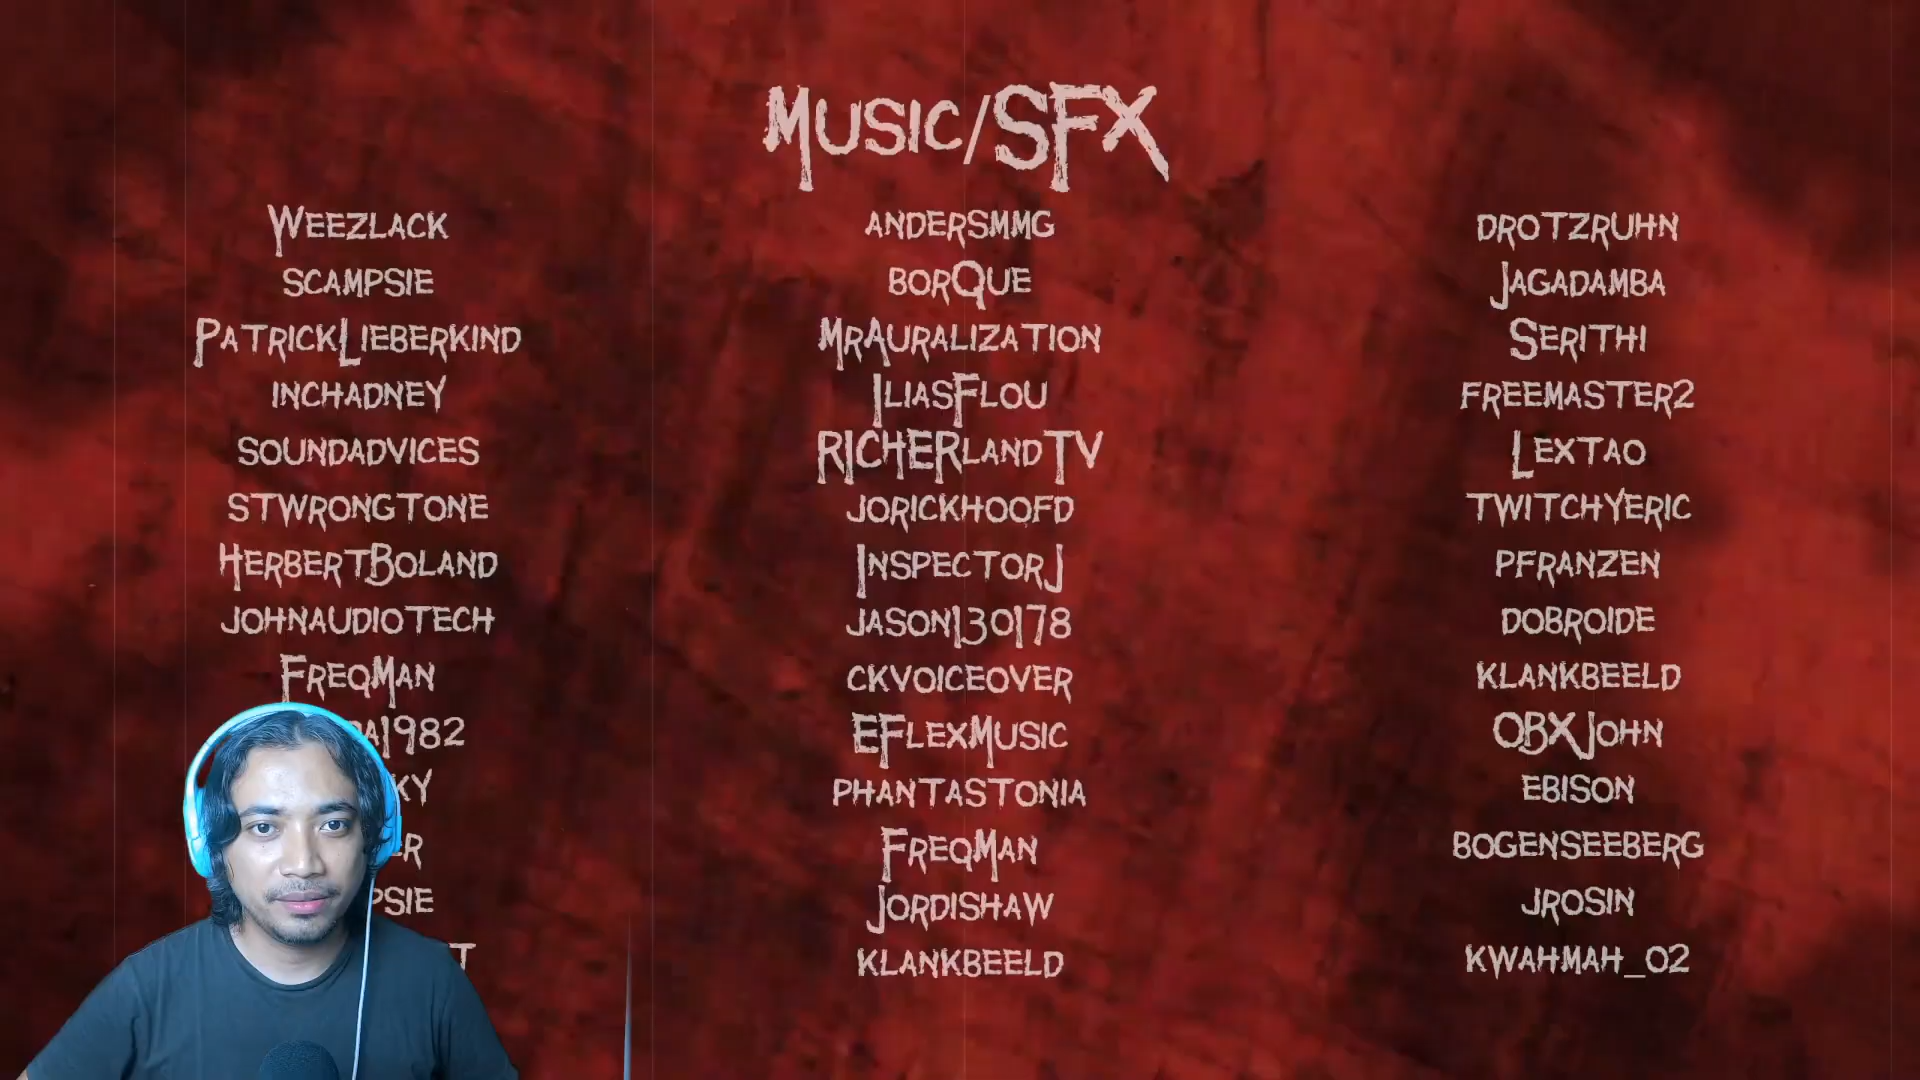 Music/SFX
Weezlack
scampsie
PatrickLieberkind
inchadney
soundadvices
stwrongtone
HerbertBoland
johnaudiotech
FreqMan
andersmmg
borQue
MrAuralization
IliasFlou
RICHERlandTV
jorickhoofd
InspectorJ
jason130178
ckvoiceover
EFlexMusic
phantastonia
FreqMan
Jordishaw
klankbeeld
drotzruhn
Jagadamba
Serithi
freemaster2
Lextao
twitchYeric
pfranzen
dobroide
klankbeeld
OBXJohn
ebison
bogenseeberg
jrosin
kwahmah_02